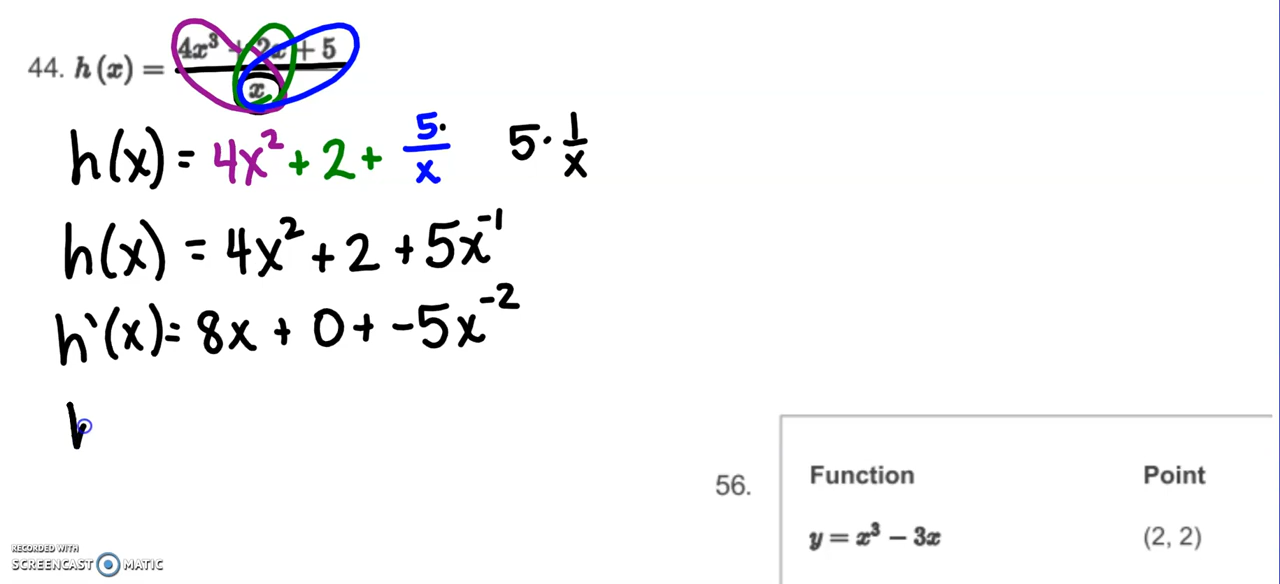 44. h (x) = (4x³ + 2x + 5)/x
h(x) = 4x² + 2 + 5·/x    5 · 1/x
h(x) = 4x² + 2 + 5x⁻¹
h`(x) = 8x + 0 + -5x⁻²
h
56.
Function    Point
y = x³ − 3x    (2, 2)
RECORDED WITH
SCREENCAST MATIC